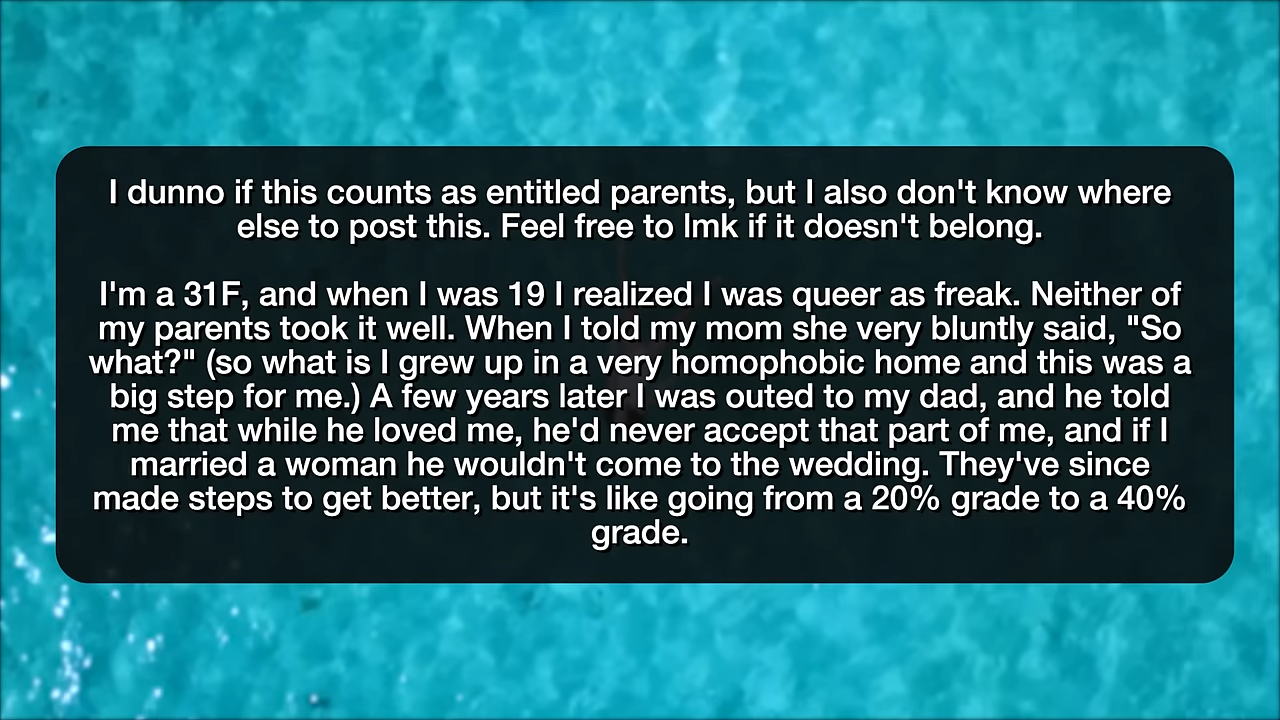 I dunno if this counts as entitled parents, but I also don't know where
else to post this. Feel free to lmk if it doesn't belong.
I'm a 31F, and when I was 19 I realized I was queer as freak. Neither of
my parents took it well. When I told my mom she very bluntly said, "So
what?" (so what is I grew up in a very homophobic home and this was a
big step for me.) A few years later I was outed to my dad, and he told
me that while he loved me, he'd never accept that part of me, and if I
married a woman he wouldn't come to the wedding. They've since
made steps to get better, but it's like going from a 20% grade to a 40%
grade.